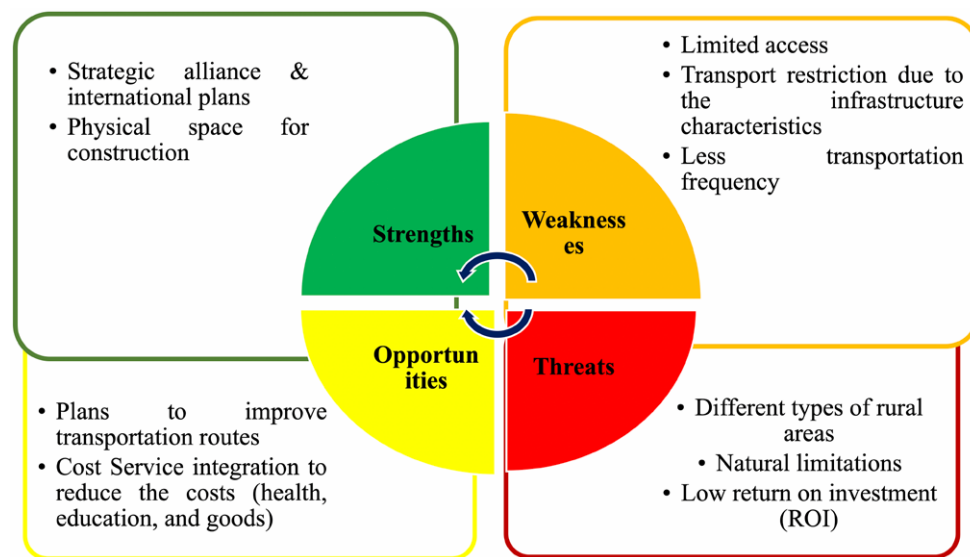 • Strategic alliance &
international plans
• Physical space for
construction
• Limited access
• Transport restriction due to
the infrastructure
characteristics
• Less transportation
frequency
Strengths
Weakness
es
Opportun
ities
Threats
• Plans to improve
transportation routes
• Cost Service integration to
reduce the costs (health,
education, and goods)
• Different types of rural
areas
• Natural limitations
• Low return on investment
(ROI)